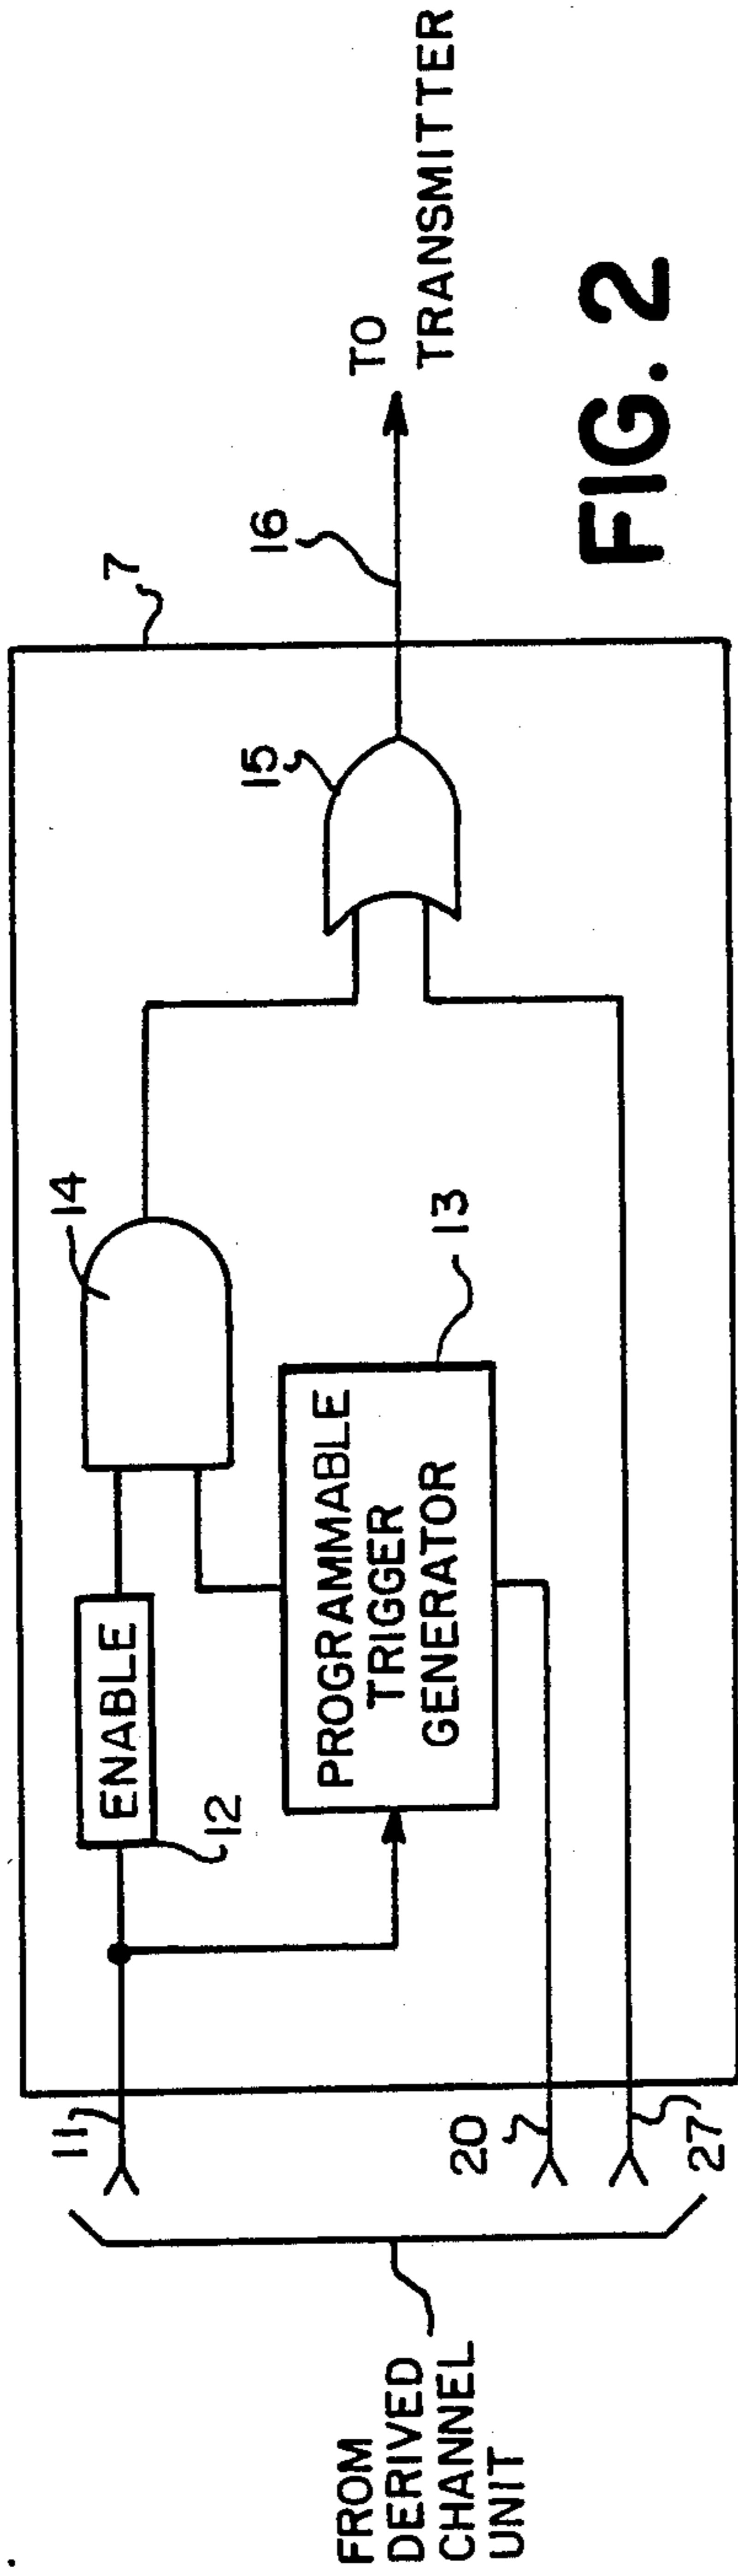 FROM
DERIVED
CHANNEL
UNIT
11
20
27
12
ENABLE
PROGRAMMABLE
TRIGGER
GENERATOR
13
14
15
7
16
TO
TRANSMITTER
FIG. 2